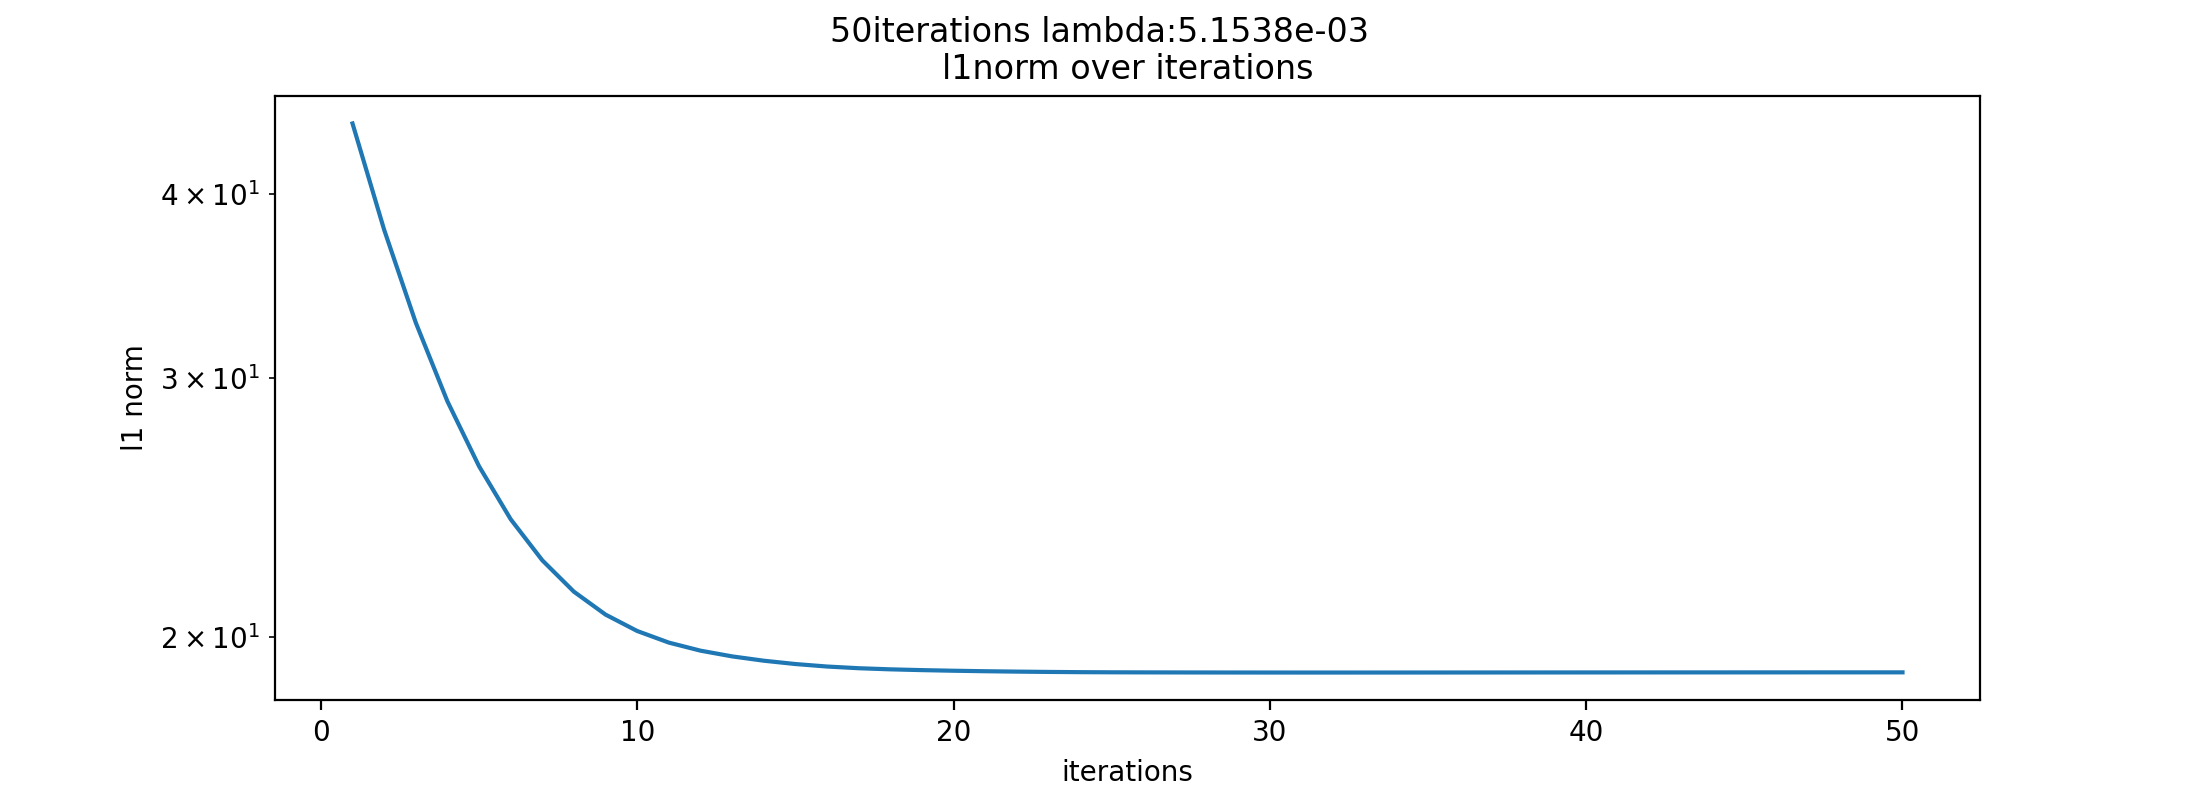 50iterations lambda:5.1538e-03
l1norm over iterations
4 × 10¹
3 × 10¹
2 × 10¹
l1 norm
0 10 20 30 40 50
iterations